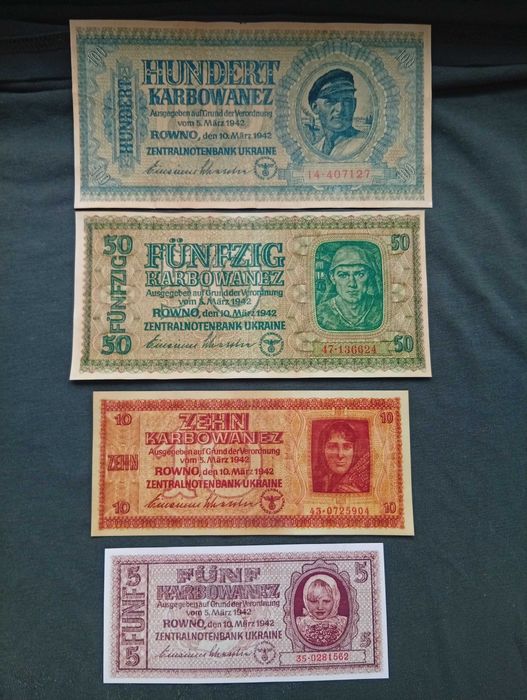 HUNDERT
KARBOWANEZ
Ausgegeben auf Grund der Verordnung
vom 5. März 1942
ROWNO, den 10. März 1942
ZENTRALNOTENBANK UKRAINE
HUNDERT
100
100
14-407127
50
FÜNFZIG
KARBOWANEZ
Ausgegeben auf Grund der Verordnung
vom 5. März 1942
ROWNO, den 10. März 1942
ZENTRALNOTENBANK UKRAINE
FÜNFZIG
50
50
50
47-136624
10
ZEHN
KARBOWANEZ
Ausgegeben auf Grund der Verordnung
vom 5. März 1942
ROWNO, den 10. März 1942
ZENTRALNOTENBANK UKRAINE
ZEHN
10
10
10
43-0725904
5
FÜNF
KARBOWANEZ
Ausgegeben auf Grund der Verordnung
vom 5. März 1942
ROWNO, den 10. März 1942
ZENTRALNOTENBANK UKRAINE
FÜNF
5
5
5
35-0281562